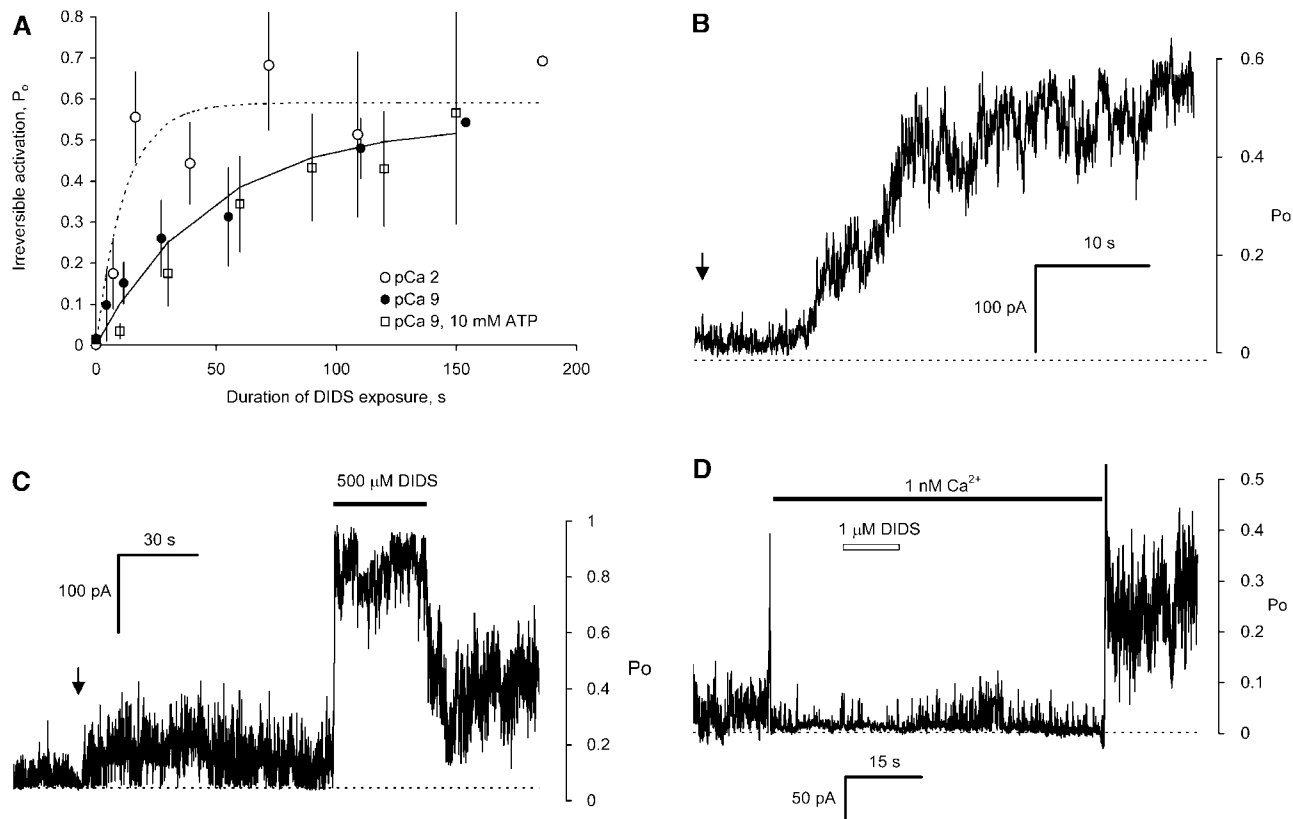 A
0.8
0.7
0.6
0.5
0.4
0.3
0.2
0.1
0
Irreversible activation, Po
pCa 2
pCa 9
pCa 9, 10 mM ATP
0 50 100 150 200
Duration of DIDS exposure, s
B
0.6
0.4
Po
0.2
0
10 s
100 pA
C
500 μM DIDS
30 s
100 pA
1
0.8
0.6
Po
0.4
0.2
0
D
1 nM Ca2+
1 μM DIDS
0.5
0.4
0.3
Po
0.2
0.1
0
15 s
50 pA